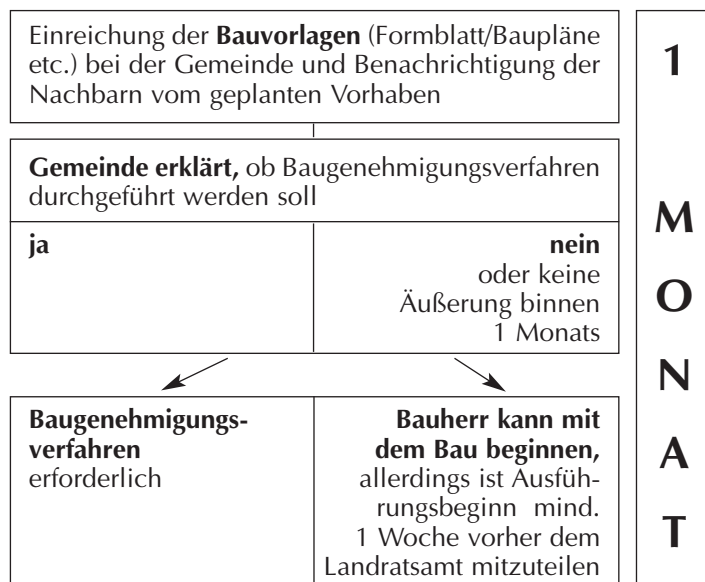 Einreichung der Bauvorlagen (Formblatt/Baupläne
etc.) bei der Gemeinde und Benachrichtigung der
Nachbarn vom geplanten Vorhaben
Gemeinde erklärt, ob Baugenehmigungsverfahren
durchgeführt werden soll
ja
nein
oder keine
Äußerung binnen
1 Monats
Baugenehmigungs-
verfahren
erforderlich
Bauherr kann mit
dem Bau beginnen,
allerdings ist Ausfüh-
rungsbeginn mind.
1 Woche vorher dem
Landratsamt mitzuteilen
1
M
O
N
A
T